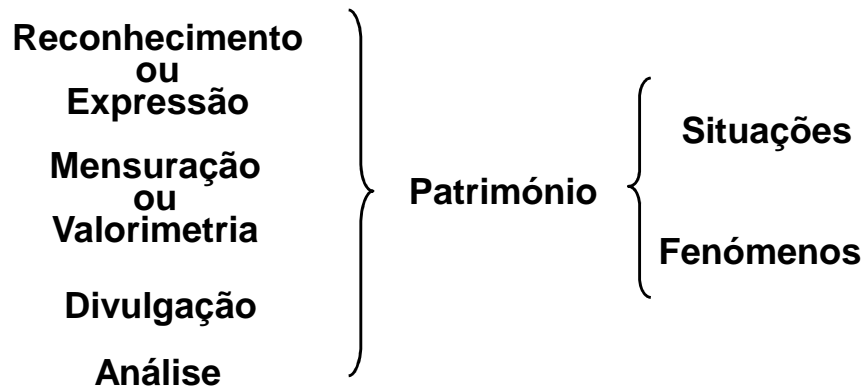 Reconhecimento
ou
Expressão
Mensuração
ou
Valorimetria
Divulgação
Análise
Património
Situações
Fenómenos